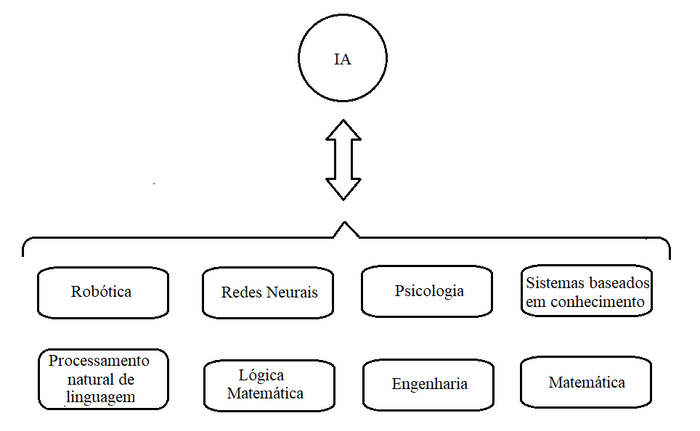 IA
Robótica
Redes Neurais
Psicologia
Sistemas baseados
em conhecimento
Processamento
natural de
linguagem
Lógica
Matemática
Engenharia
Matemática